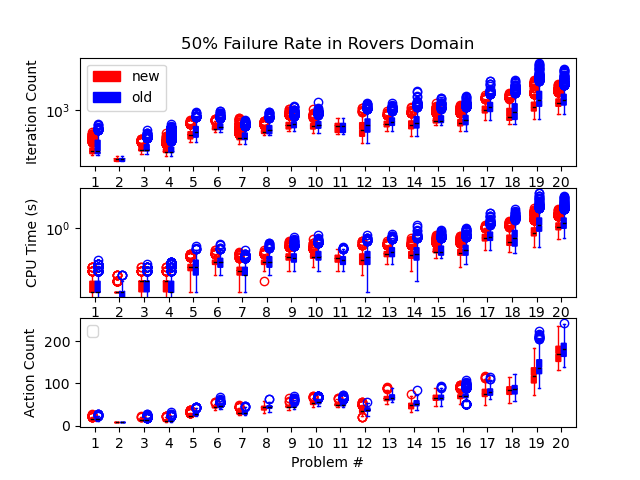 50% Failure Rate in Rovers Domain
Iteration Count
10³
new
old
1 2 3 4 5 6 7 8 9 10 11 12 13 14 15 16 17 18 19 20
CPU Time (s)
10⁰
1 2 3 4 5 6 7 8 9 10 11 12 13 14 15 16 17 18 19 20
Action Count
200
100
0
1 2 3 4 5 6 7 8 9 10 11 12 13 14 15 16 17 18 19 20
Problem #